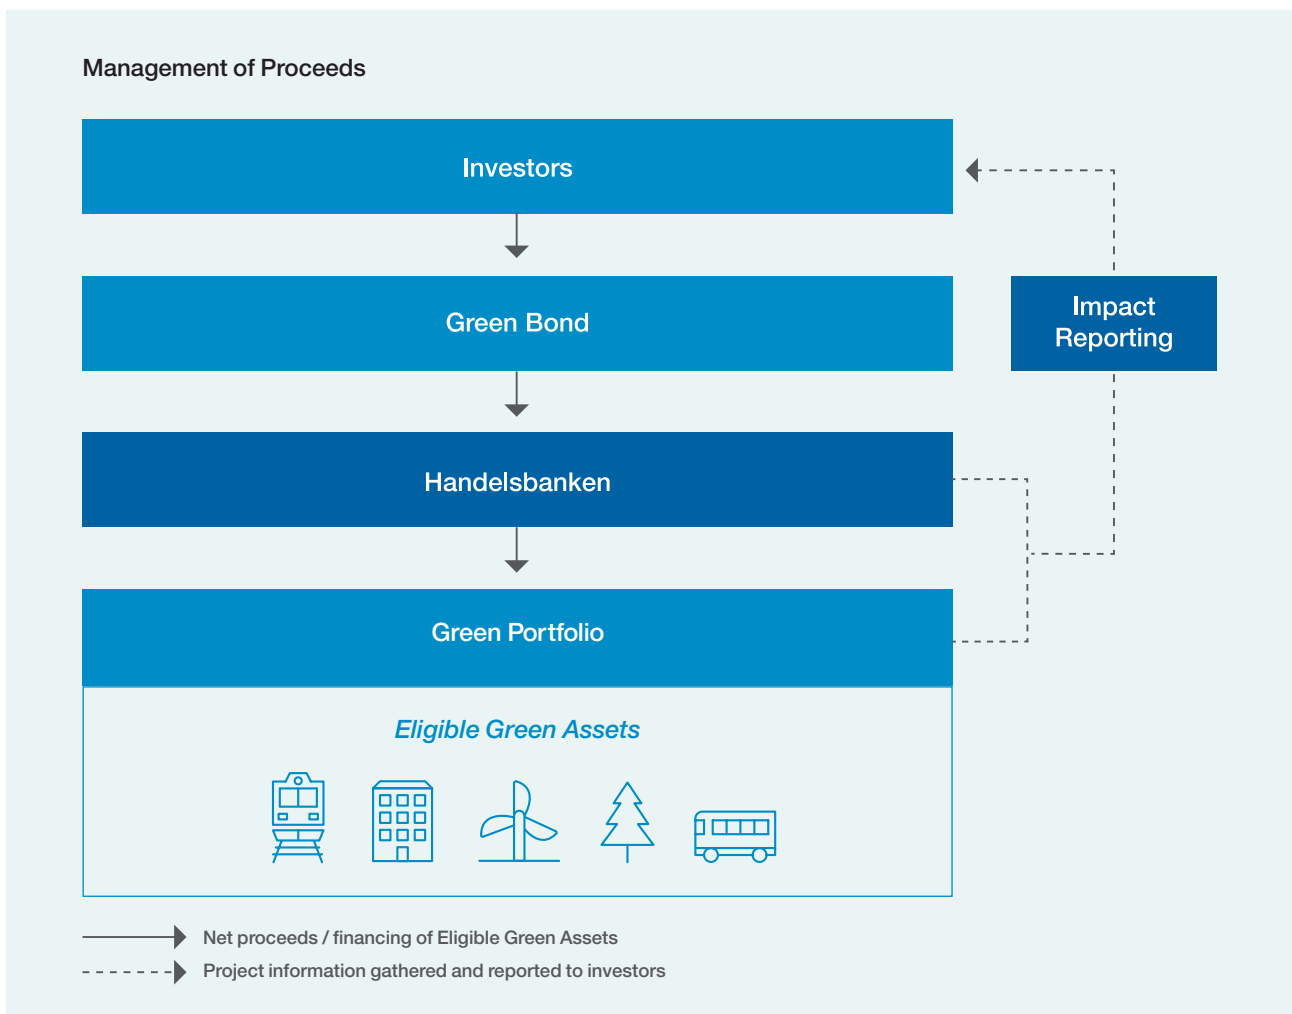 Management of Proceeds
Investors
Green Bond
Impact
Reporting
Handelsbanken
Green Portfolio
Eligible Green Assets
Net proceeds / financing of Eligible Green Assets
Project information gathered and reported to investors